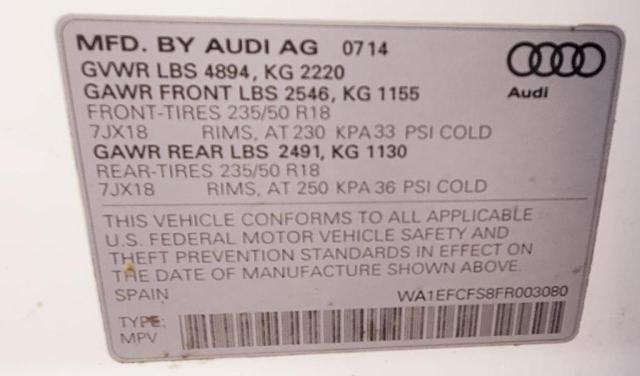 MFD. BY AUDI AG 0714
GVWR LBS 4894, KG 2220
GAWR FRONT LBS 2546, KG 1155
FRONT-TIRES 235/50 R18
7JX18 RIMS, AT 230 KPA 33 PSI COLD
GAWR REAR LBS 2491, KG 1130
REAR-TIRES 235/50 R18
7JX18 RIMS, AT 250 KPA 36 PSI COLD
Audi
THIS VEHICLE CONFORMS TO ALL APPLICABLE
U.S. FEDERAL MOTOR VEHICLE SAFETY AND
THEFT PREVENTION STANDARDS IN EFFECT ON
THE DATE OF MANUFACTURE SHOWN ABOVE.
SPAIN WA1EFCFS8FR003080
TYPE:
MPV